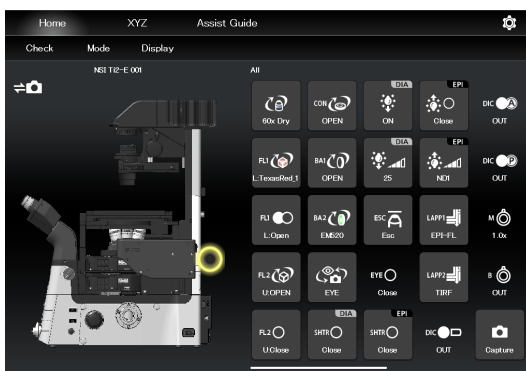 Home XYZ Assist Guide
Check Mode Display
NSI Ti2-E 001 All
60x Dry
CON OPEN
DIA ON
EPI Close
DIC A OUT
FL1 L:TexasRed_1
BA1 OPEN
DIA 25
EPI ND1
DIC P OUT
FL1 L:Open
BA2 EM520
ESC Esc
LAPP1 EPI-FL
M 1.0x
FL2 U:OPEN
EYE
EYE Close
LAPP2 TIRF
B OUT
FL2 U:Close
DIA SHTR Close
EPI SHTR Close
DIC OUT
Capture